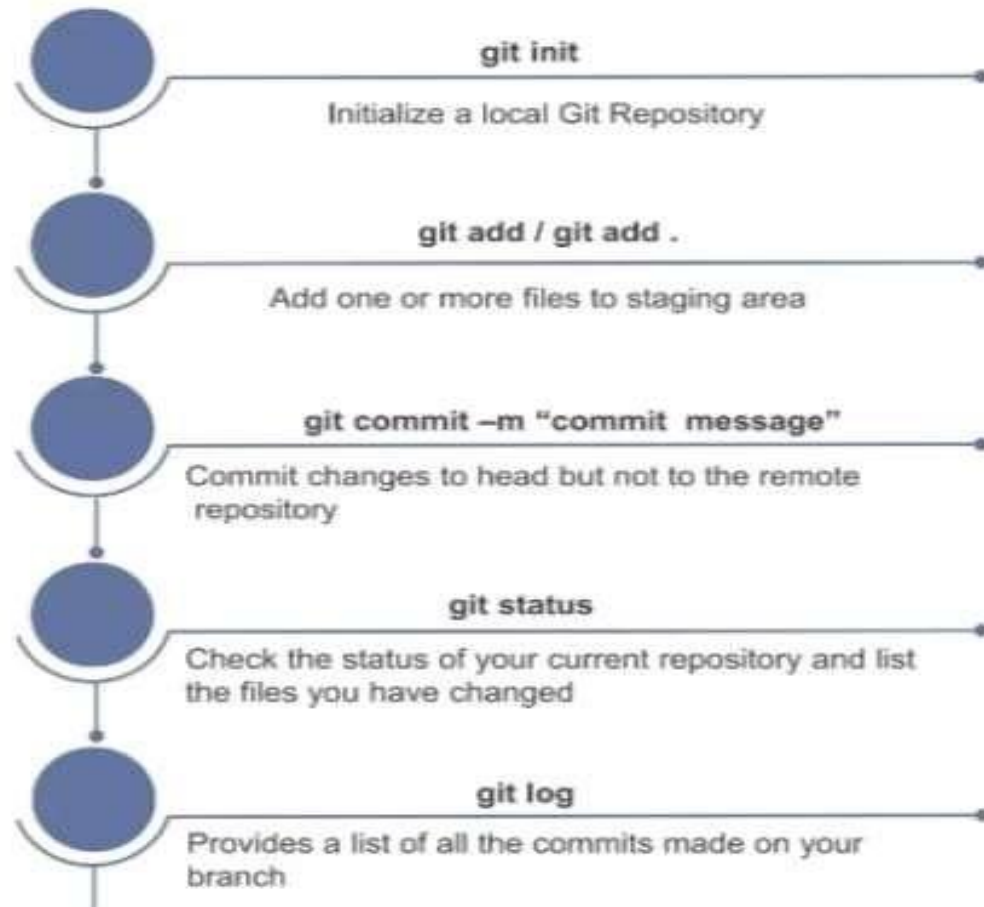 git init
Initialize a local Git Repository
git add / git add .
Add one or more files to staging area
git commit –m “commit message”
Commit changes to head but not to the remote
repository
git status
Check the status of your current repository and list
the files you have changed
git log
Provides a list of all the commits made on your
branch